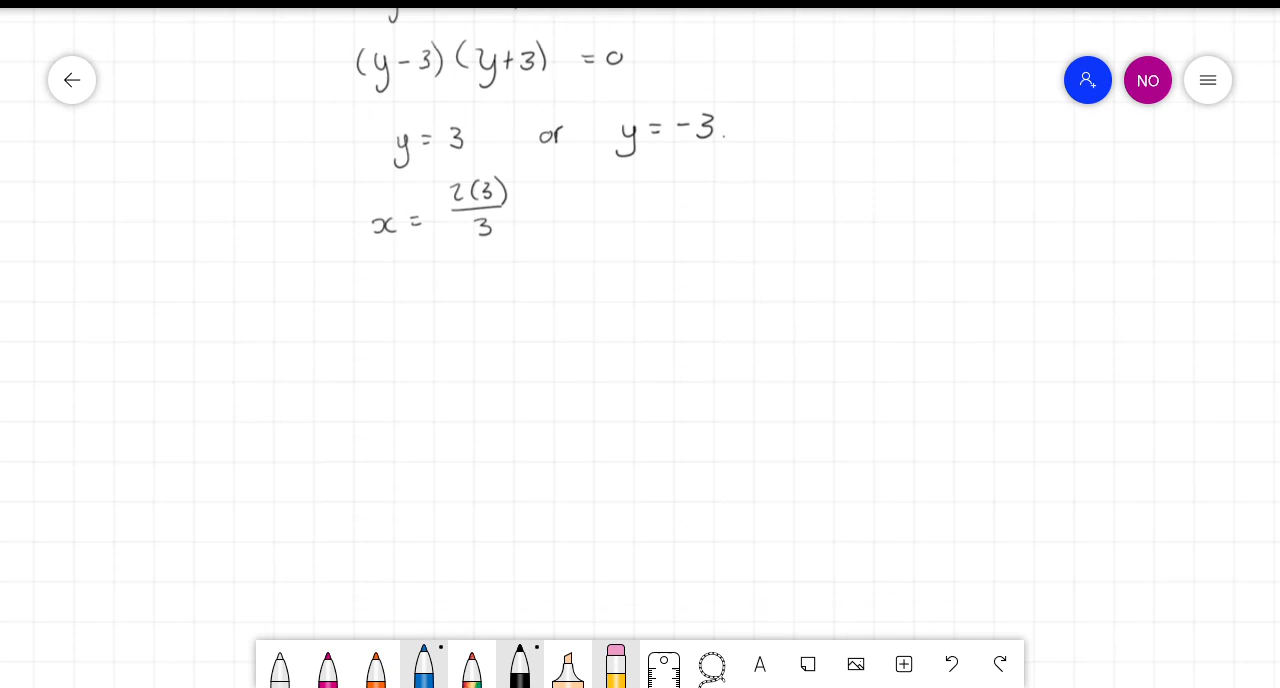 (y-3)(y+3) = 0
NO
y = 3 or y = -3.
x = 2(3)/3
A